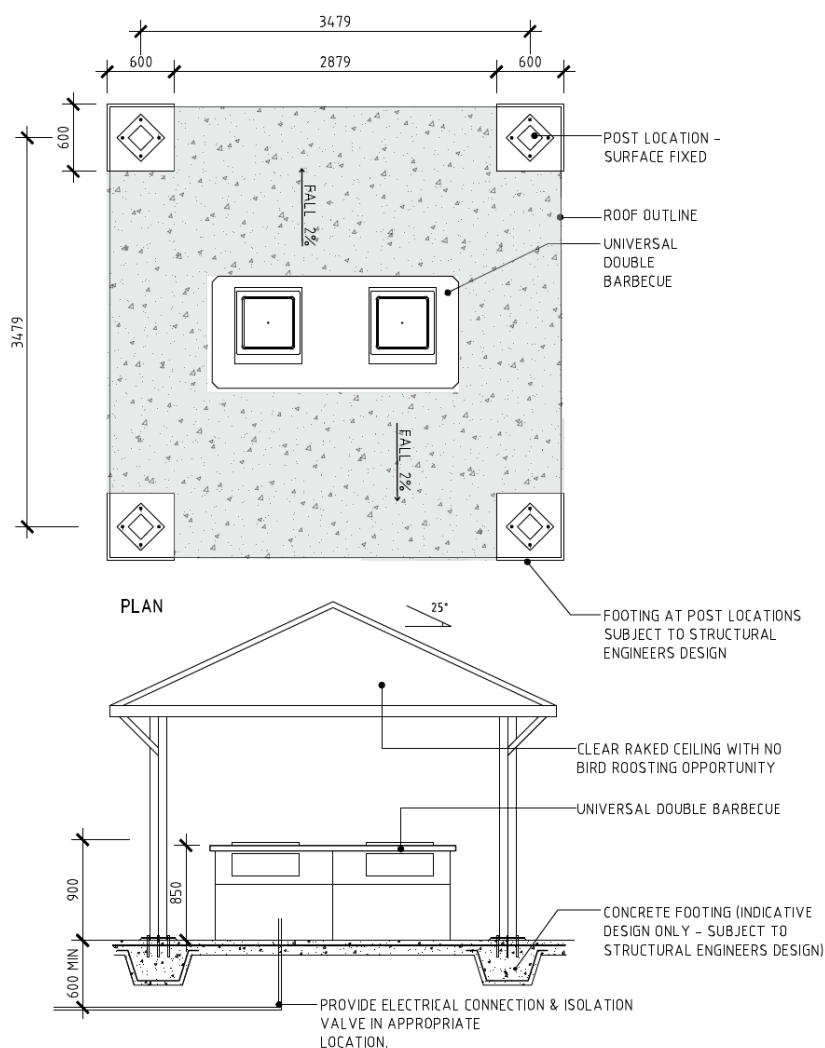 3479
600
2879
600
600
3479
POST LOCATION -
SURFACE FIXED
FALL 2%
ROOF OUTLINE
UNIVERSAL
DOUBLE
BARBECUE
FALL 2%
PLAN
25°
FOOTING AT POST LOCATIONS
SUBJECT TO STRUCTURAL
ENGINEERS DESIGN
CLEAR RAKED CEILING WITH NO
BIRD ROOSTING OPPORTUNITY
UNIVERSAL DOUBLE BARBECUE
900
850
600 MIN
CONCRETE FOOTING (INDICATIVE
DESIGN ONLY - SUBJECT TO
STRUCTURAL ENGINEERS DESIGN)
PROVIDE ELECTRICAL CONNECTION & ISOLATION
VALVE IN APPROPRIATE
LOCATION.